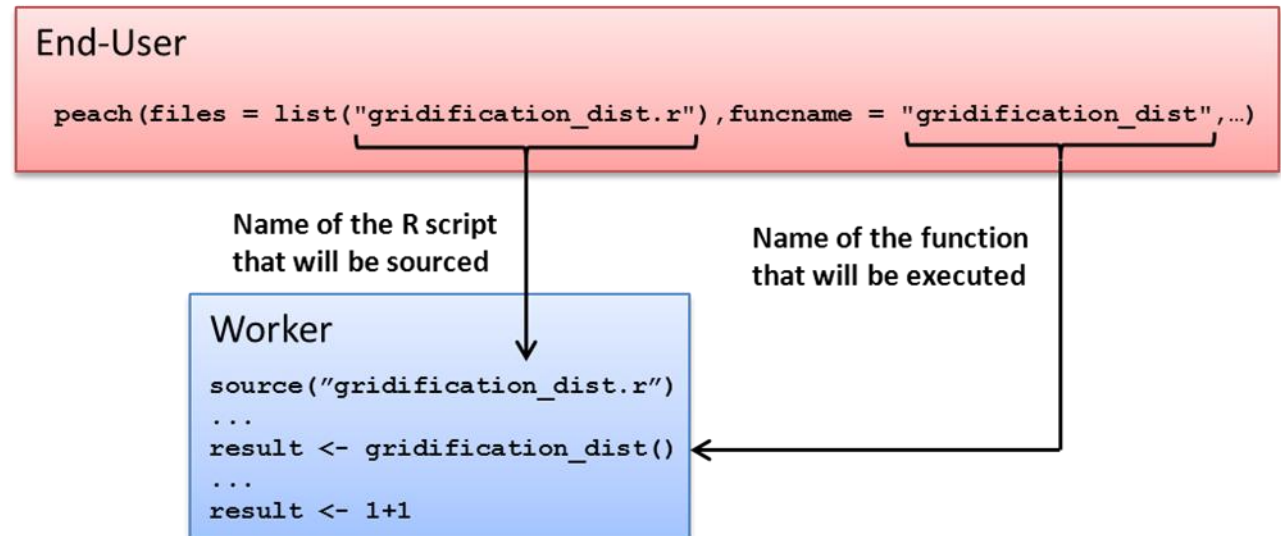 End-User
peach(files = list("gridification_dist.r"),funcname = "gridification_dist",…)
Name of the R script
that will be sourced
Name of the function
that will be executed
Worker
source(”gridification_dist.r”)
...
result <- gridification_dist()
...
result <- 1+1